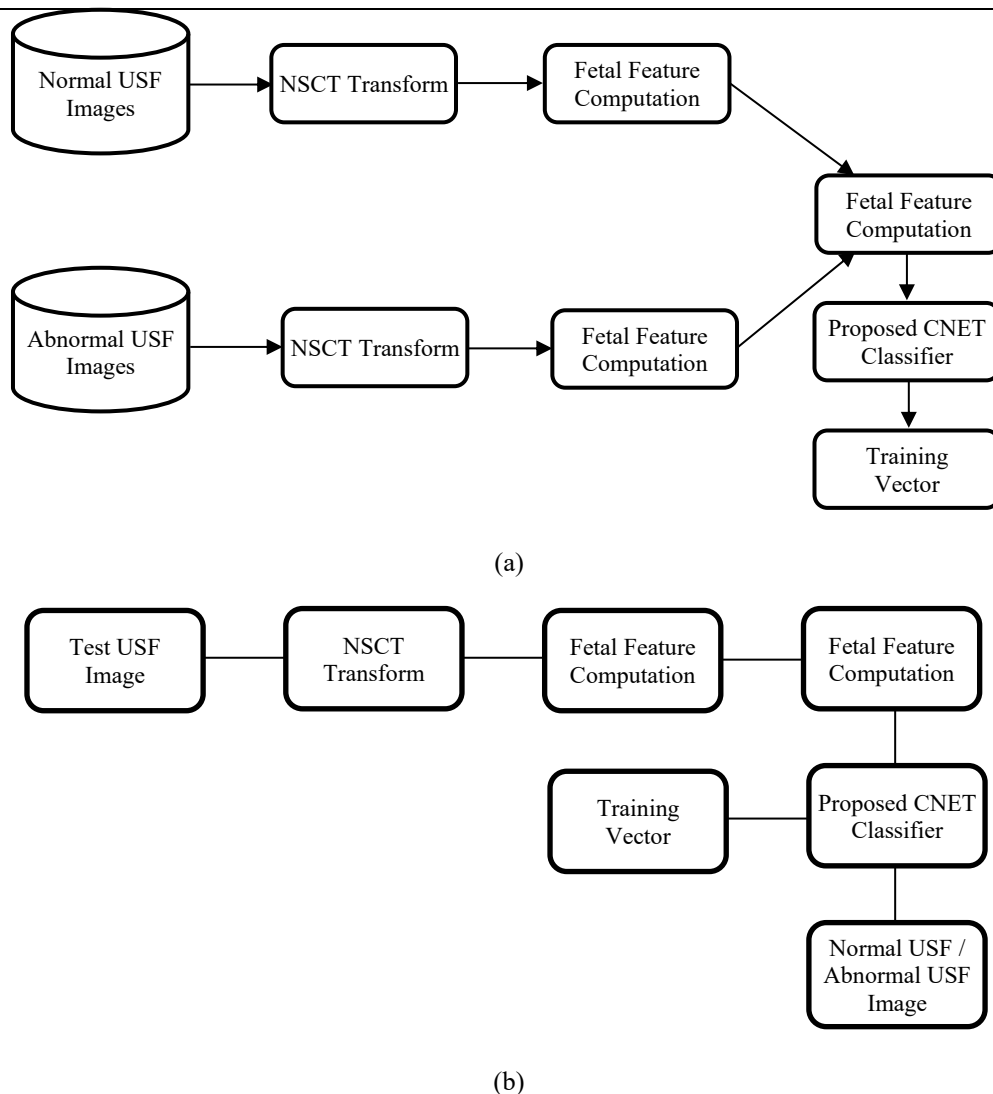 Normal USF
Images
NSCT Transform
Fetal Feature
Computation
Fetal Feature
Computation
Abnormal USF
Images
NSCT Transform
Fetal Feature
Computation
Proposed CNET
Classifier
Training
Vector
(a)
Test USF
Image
NSCT
Transform
Fetal Feature
Computation
Fetal Feature
Computation
Training
Vector
Proposed CNET
Classifier
Normal USF /
Abnormal USF
Image
(b)